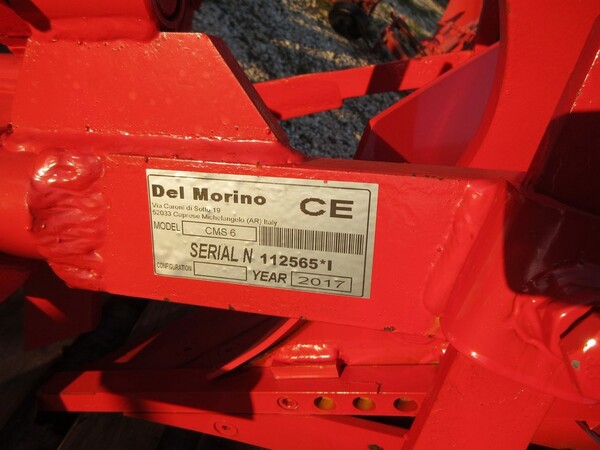 Del Morino CE
Via Caroni di Sotto 19
52033 Caprese Michelangelo (AR) Italy
MODEL CMS 6
SERIAL N 112565*I
CONFIGURATION YEAR 2017